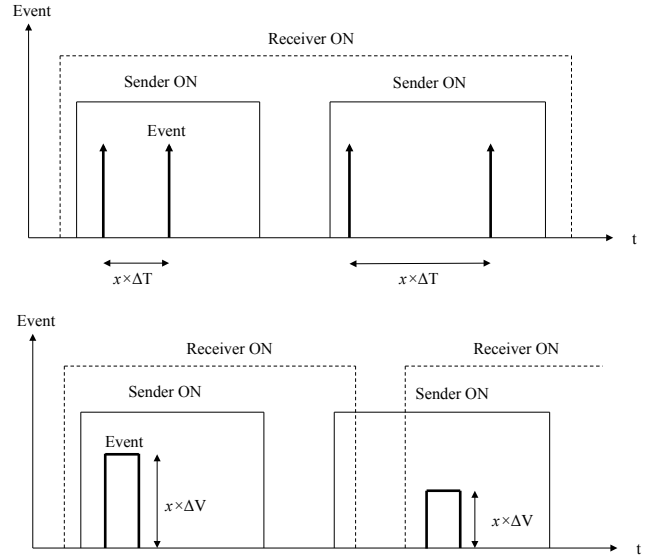 Event
Receiver ON
Sender ON
Sender ON
Event
t
x×ΔT
x×ΔT
Event
Receiver ON
Receiver ON
Sender ON
Sender ON
Event
x×ΔV
x×ΔV
t